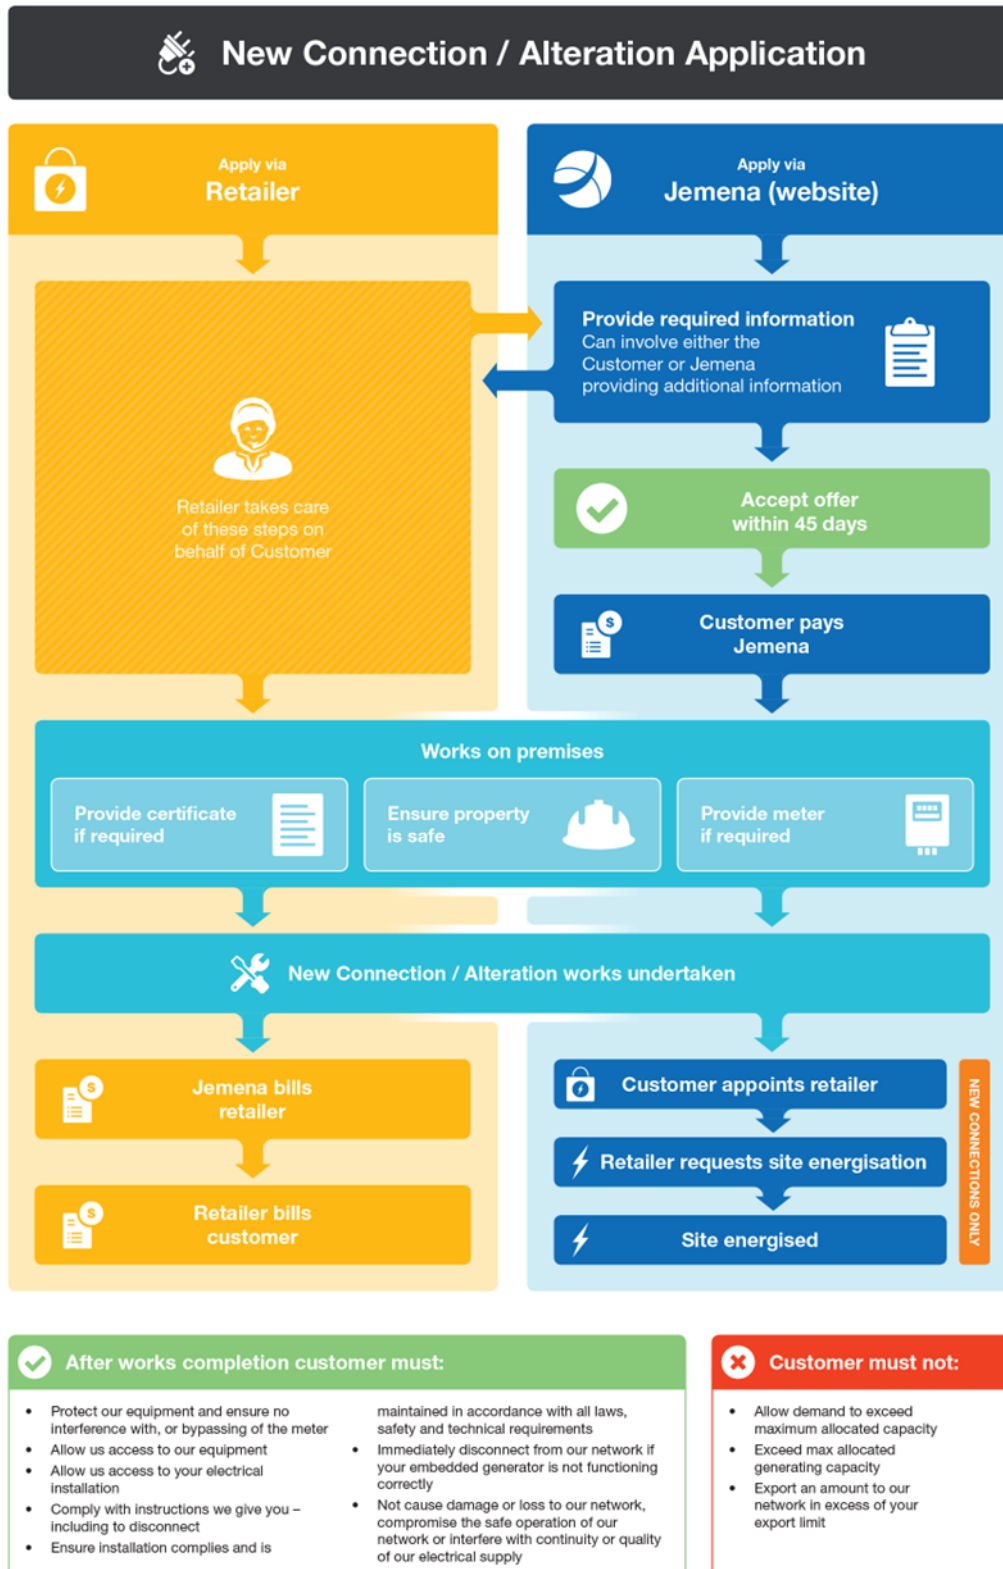 New Connection / Alteration Application
Apply via
Retailer
Retailer takes care
of these steps on
behalf of Customer
Apply via
Jemena (website)
Provide required information
Can involve either the
Customer or Jemena
providing additional information
Accept offer
within 45 days
$
Customer pays
Jemena
Works on premises
Provide certificate
if required
Ensure property
is safe
Provide meter
if required
New Connection / Alteration works undertaken
$
Jemena bills
retailer
$
Retailer bills
customer
Customer appoints retailer
Retailer requests site energisation
Site energised
NEW CONNECTIONS ONLY
After works completion customer must:
• Protect our equipment and ensure no
interference with, or bypassing of the meter
• Allow us access to our equipment
• Allow us access to your electrical
installation
• Comply with instructions we give you –
including to disconnect
• Ensure installation complies and is
maintained in accordance with all laws,
safety and technical requirements
• Immediately disconnect from our network if
your embedded generator is not functioning
correctly
• Not cause damage or loss to our network,
compromise the safe operation of our
network or interfere with continuity or quality
of our electrical supply
Customer must not:
• Allow demand to exceed
maximum allocated capacity
• Exceed max allocated
generating capacity
• Export an amount to our
network in excess of your
export limit